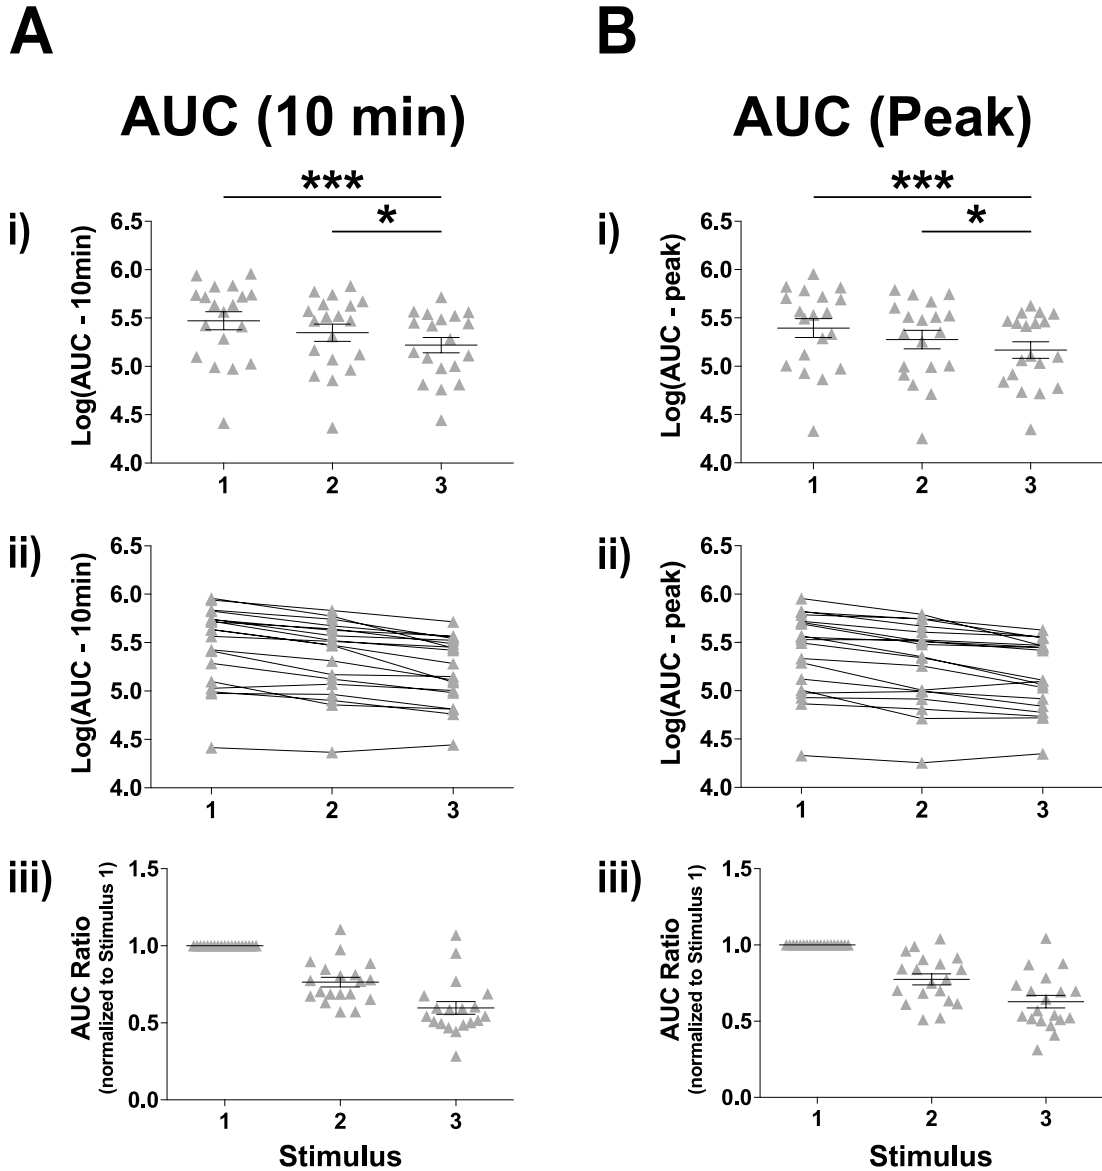 A
B
AUC (10 min)
AUC (Peak)
i)
***
*
Log(AUC - 10min)
6.5
6.0
5.5
5.0
4.5
4.0
1 2 3
i)
***
*
Log(AUC - peak)
6.5
6.0
5.5
5.0
4.5
4.0
1 2 3
ii)
Log(AUC - 10min)
6.5
6.0
5.5
5.0
4.5
4.0
1 2 3
ii)
Log(AUC - peak)
6.5
6.0
5.5
5.0
4.5
4.0
1 2 3
iii)
AUC Ratio
(normalized to Stimulus 1)
1.5
1.0
0.5
0.0
1 2 3
Stimulus
iii)
AUC Ratio
(normalized to Stimulus 1)
1.5
1.0
0.5
0.0
1 2 3
Stimulus